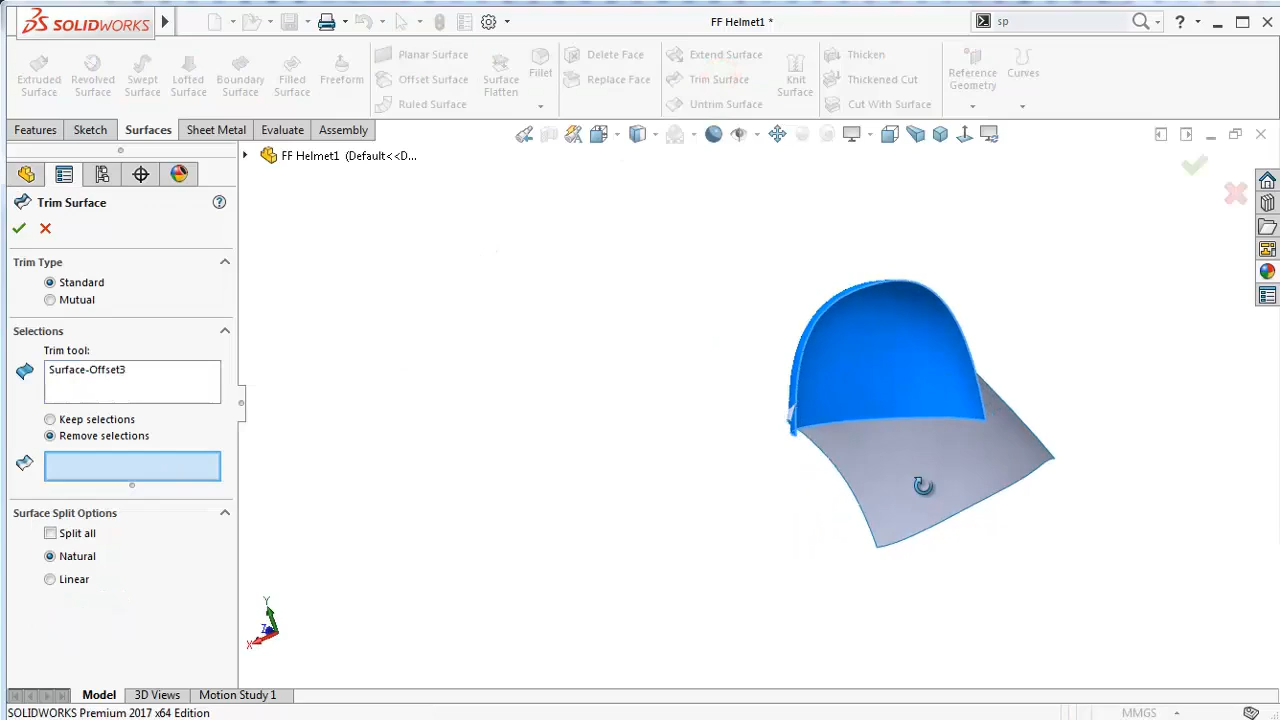 SOLIDWORKS
FF Helmet1 *
sp
Extruded Surface
Revolved Surface
Swept Surface
Lofted Surface
Boundary Surface
Filled Surface
Freeform
Planar Surface
Offset Surface
Ruled Surface
Surface Flatten
Fillet
Delete Face
Replace Face
Extend Surface
Trim Surface
Untrim Surface
Knit Surface
Thicken
Thickened Cut
Cut With Surface
Reference Geometry
Curves
Features
Sketch
Surfaces
Sheet Metal
Evaluate
Assembly
FF Helmet1 (Default<<D...
Trim Surface
Trim Type
Standard
Mutual
Selections
Trim tool:
Surface-Offset3
Keep selections
Remove selections
Surface Split Options
Split all
Natural
Linear
Y
Z
X
Model
3D Views
Motion Study 1
SOLIDWORKS Premium 2017 x64 Edition
MMGS